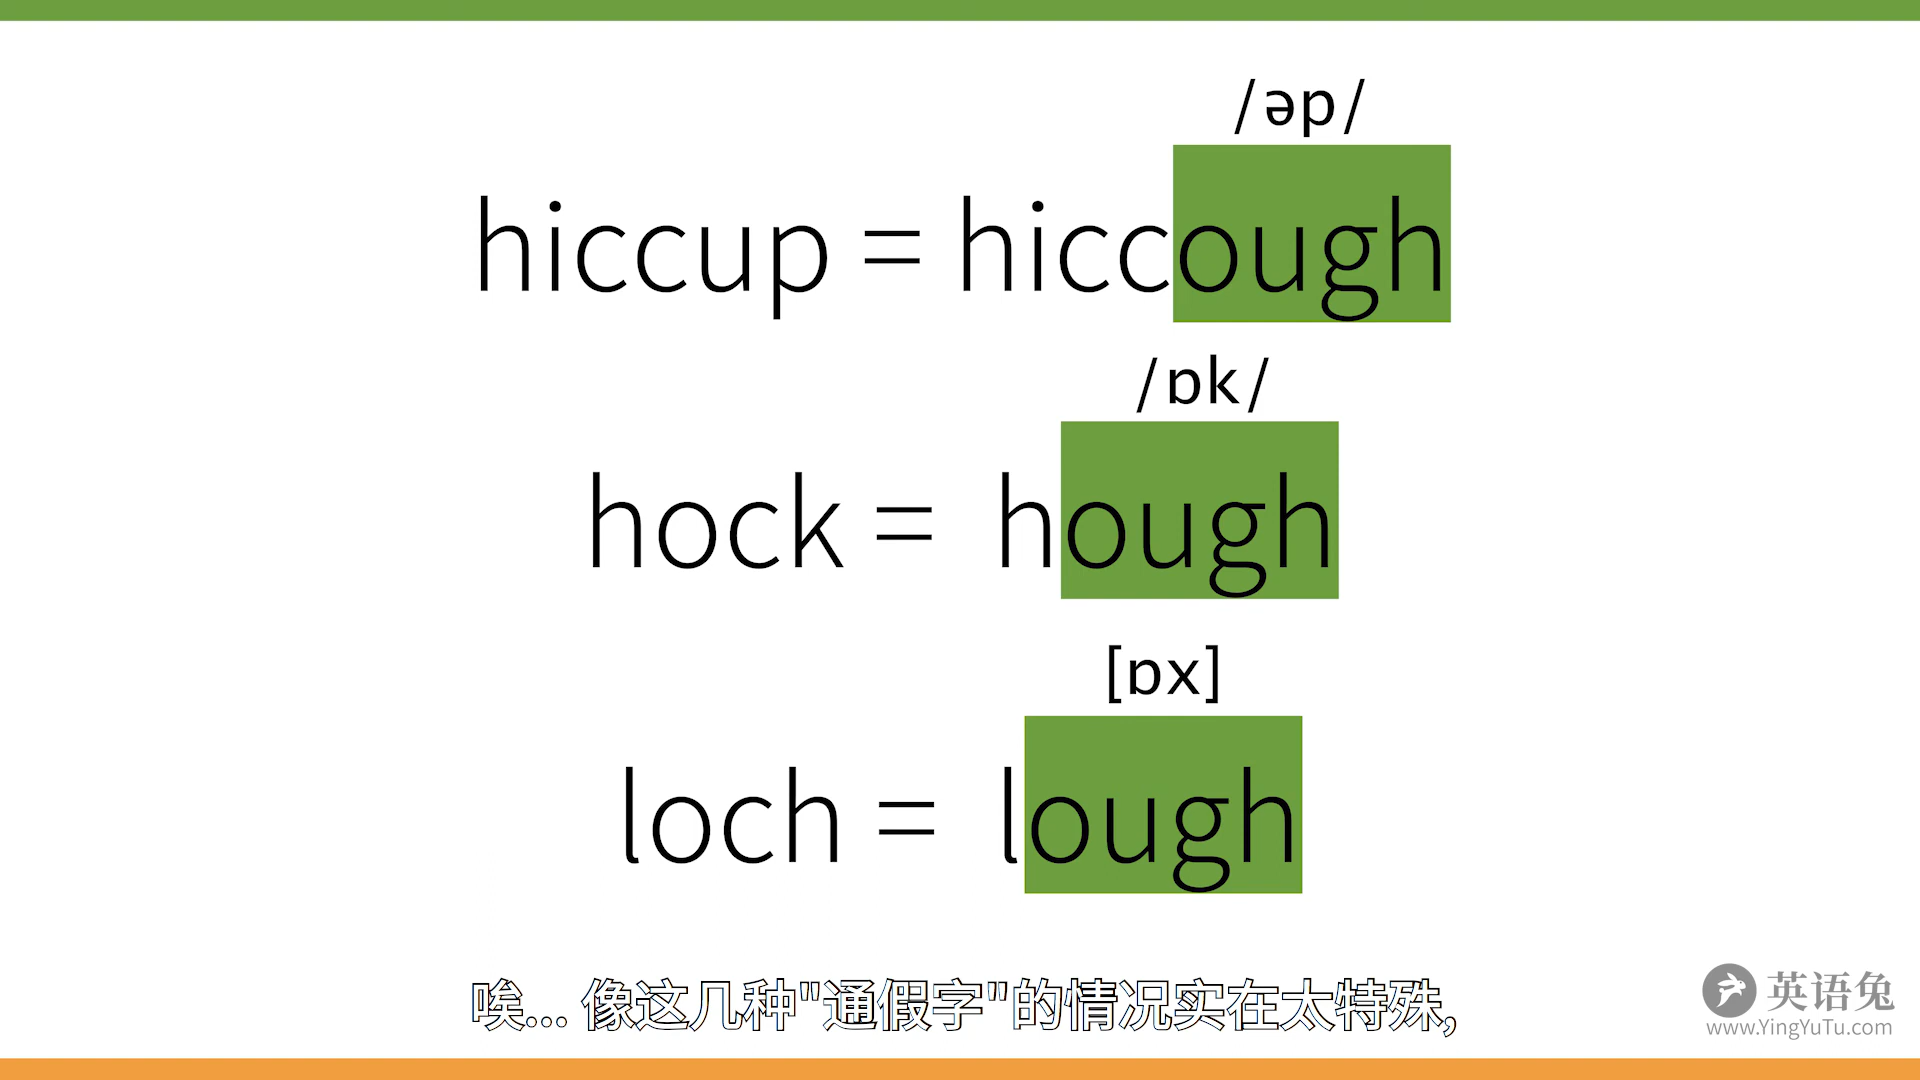 /əp/
hiccup = hiccough
/ɒk/
hock = hough
[ɒx]
loch = lough
唉... 像这几种"通假字"的情况实在太特殊,
英语兔
www.YingYuTu.com